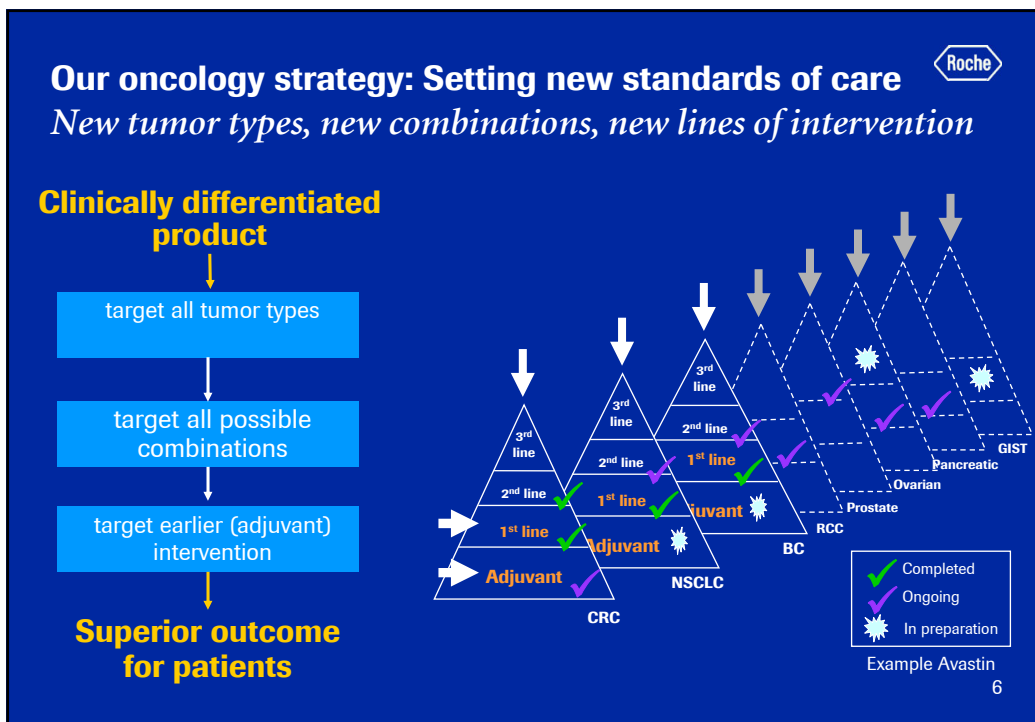 Roche
Our oncology strategy: Setting new standards of care
New tumor types, new combinations, new lines of intervention
Clinically differentiated
product
target all tumor types
target all possible
combinations
target earlier (adjuvant)
intervention
Superior outcome
for patients
3rd
line
2nd line
1st line
Adjuvant
CRC
3rd
line
2nd line
1st line
Adjuvant
NSCLC
3rd
line
2nd line
1st line
juvant
BC
RCC
Prostate
Ovarian
Pancreatic
GIST
Completed
Ongoing
In preparation
Example Avastin
6